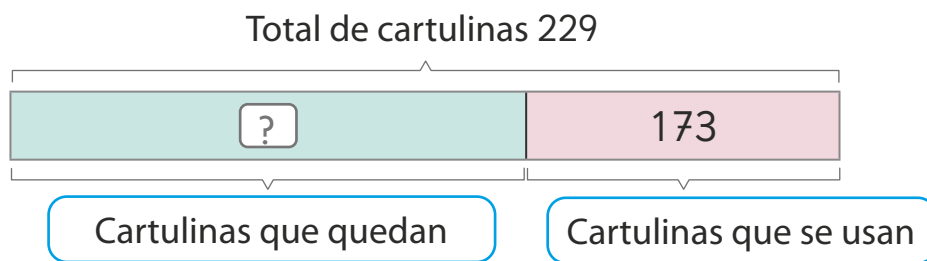 Total de cartulinas 229
? 173
Cartulinas que quedan Cartulinas que se usan